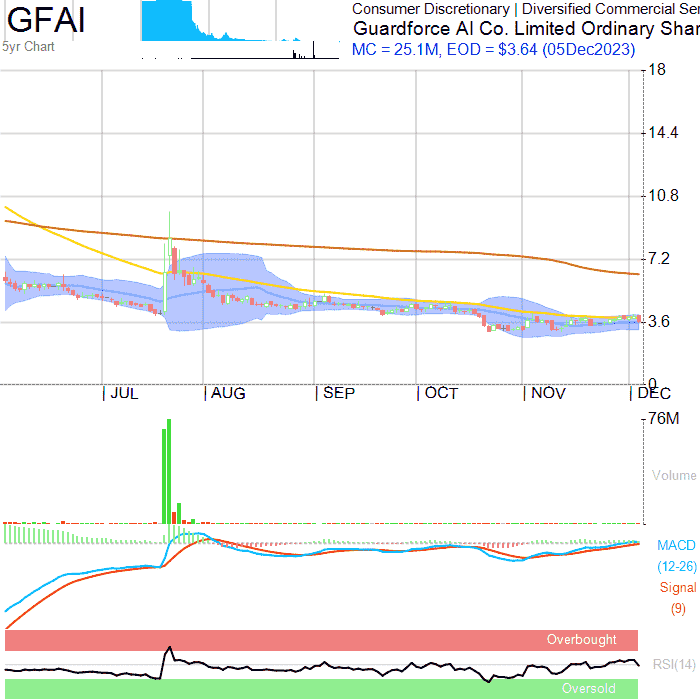 GFAI
5yr Chart
Consumer Discretionary | Diversified Commercial Ser
Guardforce AI Co. Limited Ordinary Shar
MC = 25.1M, EOD = $3.64 (05Dec2023)
18
14.4
10.8
7.2
3.6
0
JUL AUG SEP OCT NOV DEC
76M
Volume
MACD
(12-26)
Signal
(9)
Overbought
RSI(14)
Oversold